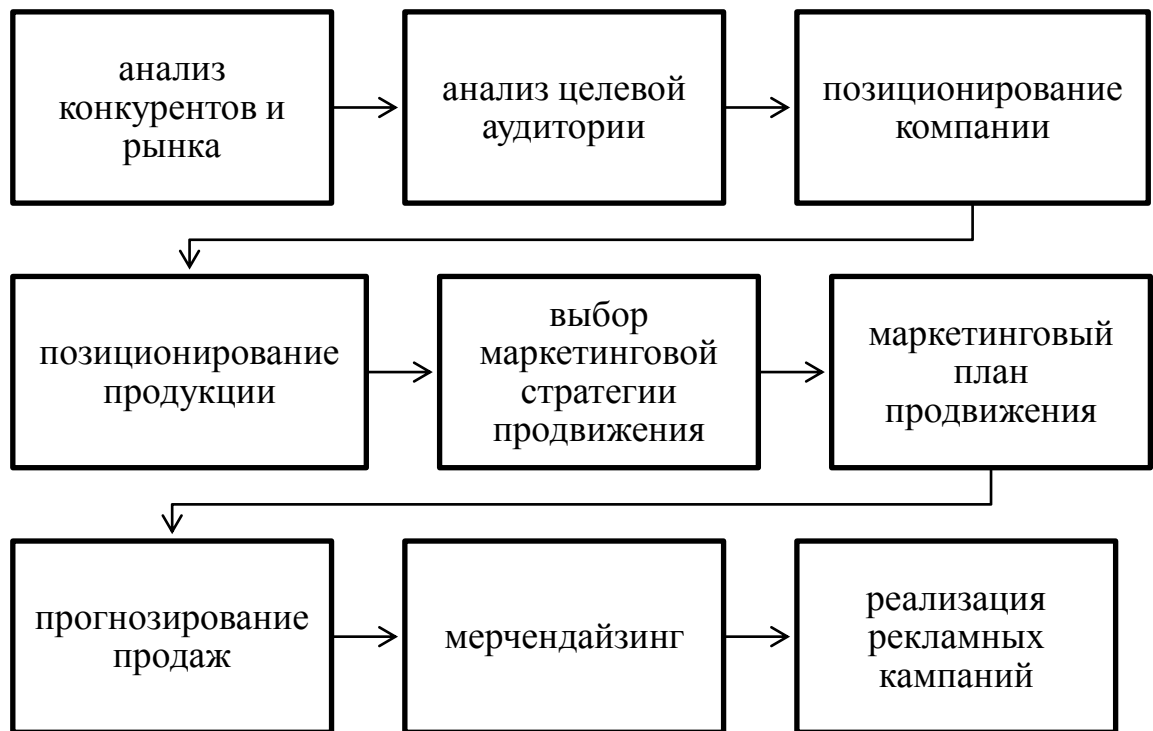 анализ
конкурентов и
рынка
анализ целевой
аудитории
позиционирование
компании
позиционирование
продукции
выбор
маркетинговой
стратегии
продвижения
маркетинговый
план
продвижения
прогнозирование
продаж
мерчендайзинг
реализация
рекламных
кампаний